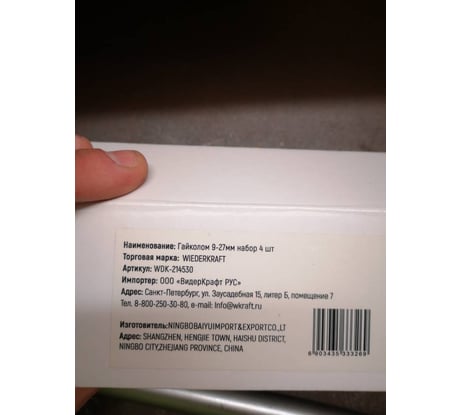 Наименование: Гайколом 9-27мм набор 4 шт
Торговая марка: WIEDERKRAFT
Артикул: WDK-214530
Импортер: ООО «ВидерКрафт РУС»
Адрес: Санкт-Петербург, ул. Заусадебная 15, литер Б, помещение 7
Тел. 8-800-250-30-80, e-mail: Info@wkraft.ru
Изготовитель:NINGBOBAIYUIMPORT&EXPORTCO.,LT
Адрес: SHANGZHEN, HENGJIE TOWN, HAISHU DISTRICT,
NINGBO CITY,ZHEJIANG PROVINCE, CHINA
6903435333269